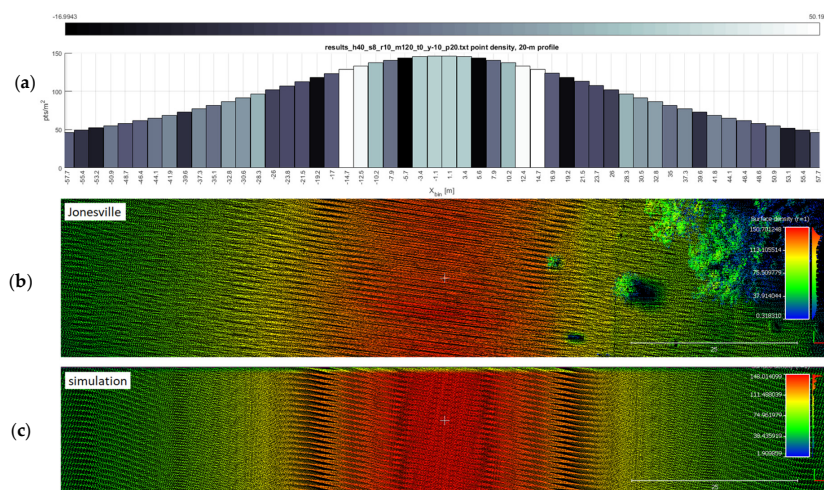 -16.9943 50.19
results_h40_s8_r10_m120_t0_y-10_p20.txt point density, 20-m profile
(a)
pts/m²
150
100
50
0
-57.7 -55.4 -53.2 -50.9 -48.7 -46.4 -44.1 -41.9 -39.6 -37.3 -35.1 -32.8 -30.6 -28.3 -26 -23.8 -21.5 -19.2 -17 -14.7 -12.5 -10.2 -7.9 -5.7 -3.4 -1.1 1.1 3.4 5.6 7.9 10.2 12.4 14.7 16.9 19.2 21.5 23.7 26 28.3 30.5 32.8 35 37.3 39.6 41.8 44.1 46.4 48.6 50.9 53.1 55.4 57.7
X_bin [m]
(b)
Jonesville
Surface density (r=1)
150.701248
75.509779
37.914044
0.318310
25
(c)
simulation
148.014099
111.488039
74.961979
38.435919
1.909859
25